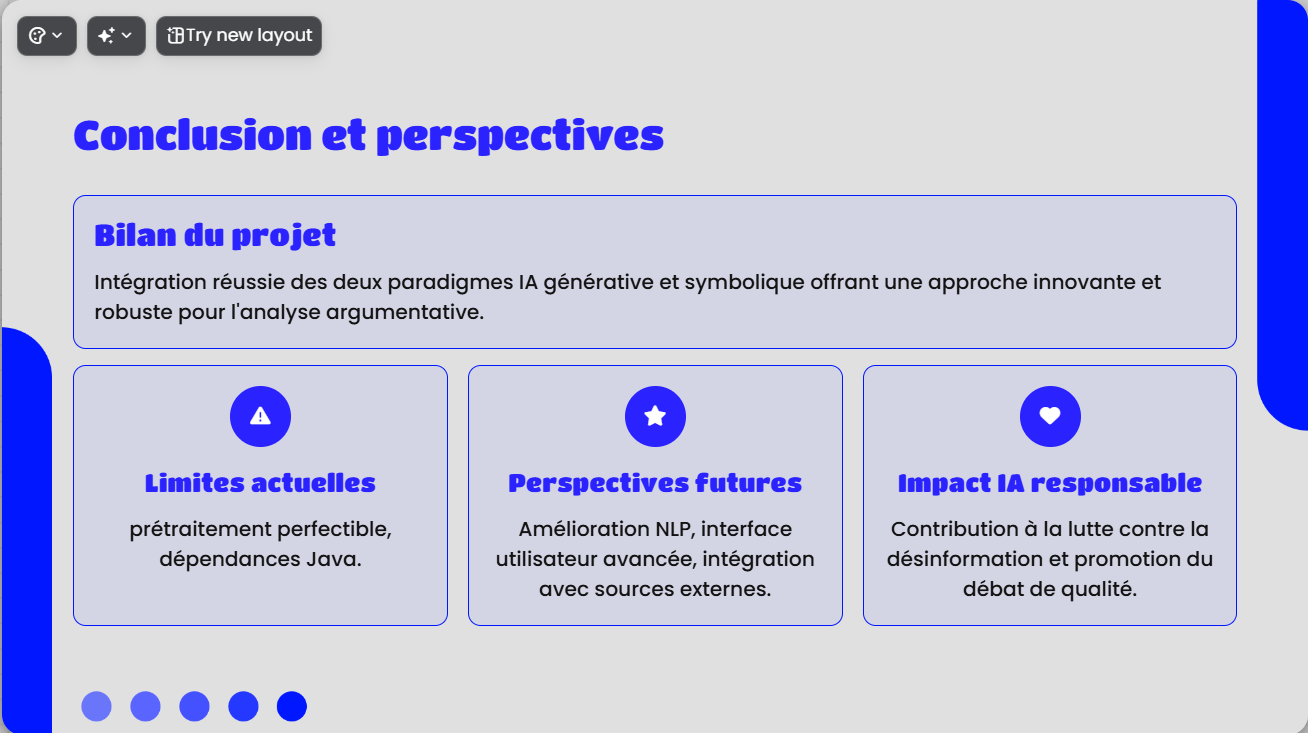 Try new layout
Conclusion et perspectives
Bilan du projet
Intégration réussie des deux paradigmes IA générative et symbolique offrant une approche innovante et
robuste pour l'analyse argumentative.
Limites actuelles
prétraitement perfectible,
dépendances Java.
Perspectives futures
Amélioration NLP, interface
utilisateur avancée, intégration
avec sources externes.
Impact IA responsable
Contribution à la lutte contre la
désinformation et promotion du
débat de qualité.